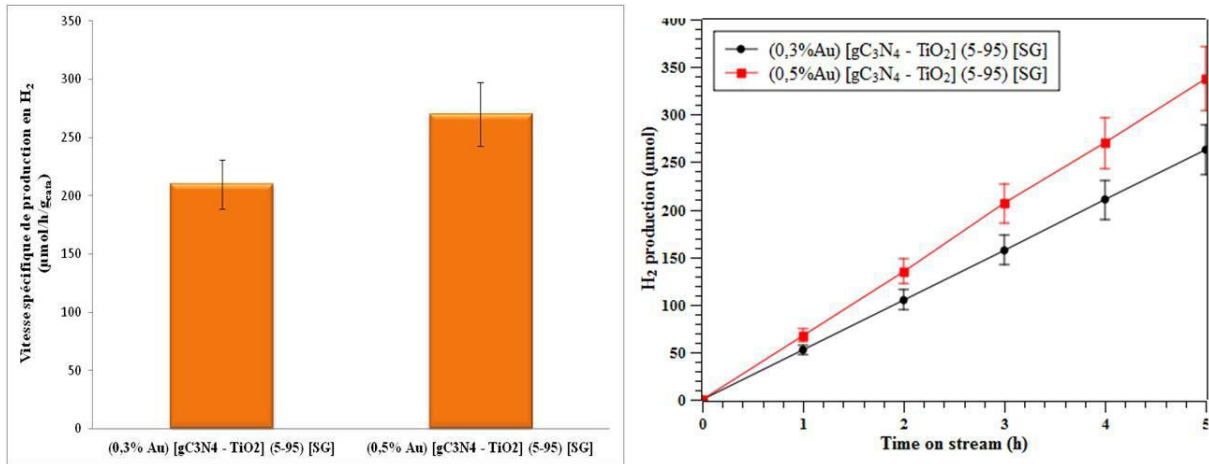 Vitesse spécifique de production en H2
(µmol/h/gcata)
350
300
250
200
150
100
50
0
(0,3% Au) [gC3N4 - TiO2] (5-95) [SG]
(0,5% Au) [gC3N4 - TiO2] (5-95) [SG]
H2 production (µmol)
400
350
300
250
200
150
100
50
0
(0,3%Au) [gC3N4 - TiO2] (5-95) [SG]
(0,5%Au) [gC3N4 - TiO2] (5-95) [SG]
0 1 2 3 4 5
Time on stream (h)